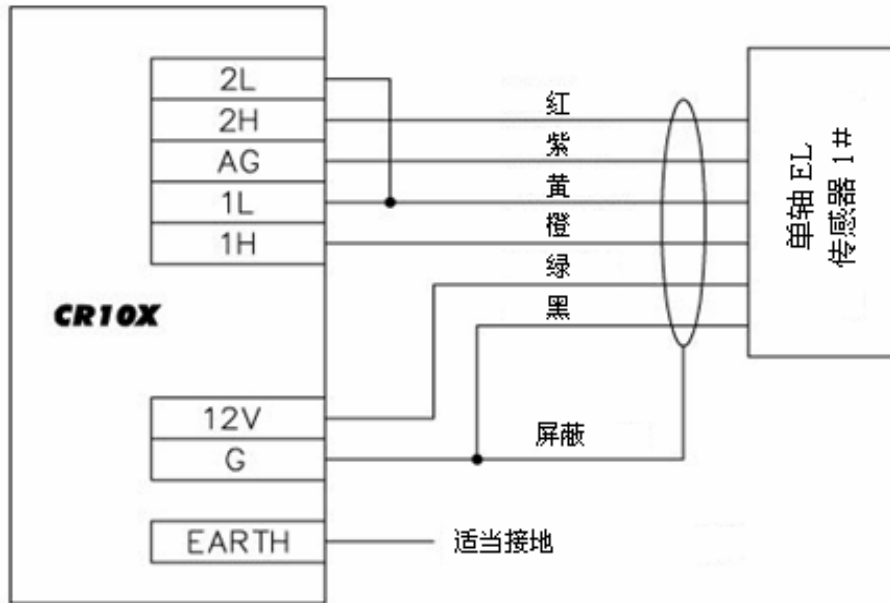 2L
2H
AG
1L
1H
CR10X
12V
G
EARTH
红
紫
黄
橙
绿
黑
屏蔽
适当接地
单轴 EL
传感器 1#